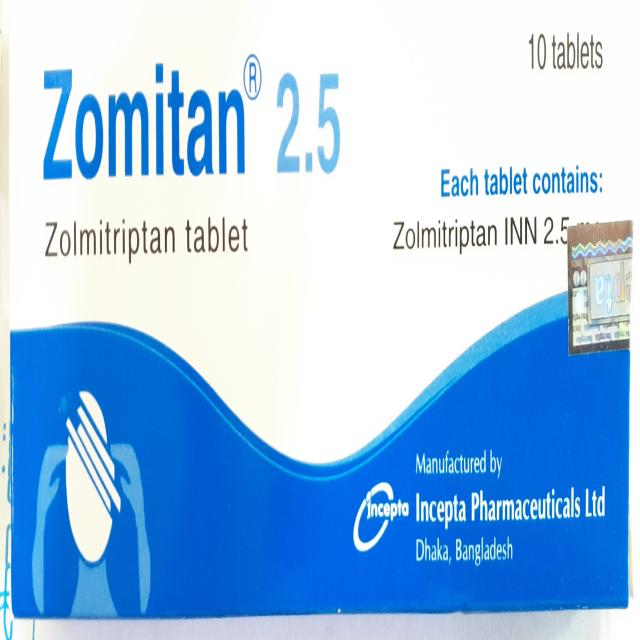 10 tablets
Zomitan® 2.5
Each tablet contains:
Zolmitriptan tablet
Zolmitriptan INN 2.5
Manufactured by
incepta
Incepta Pharmaceuticals Ltd
Dhaka, Bangladesh